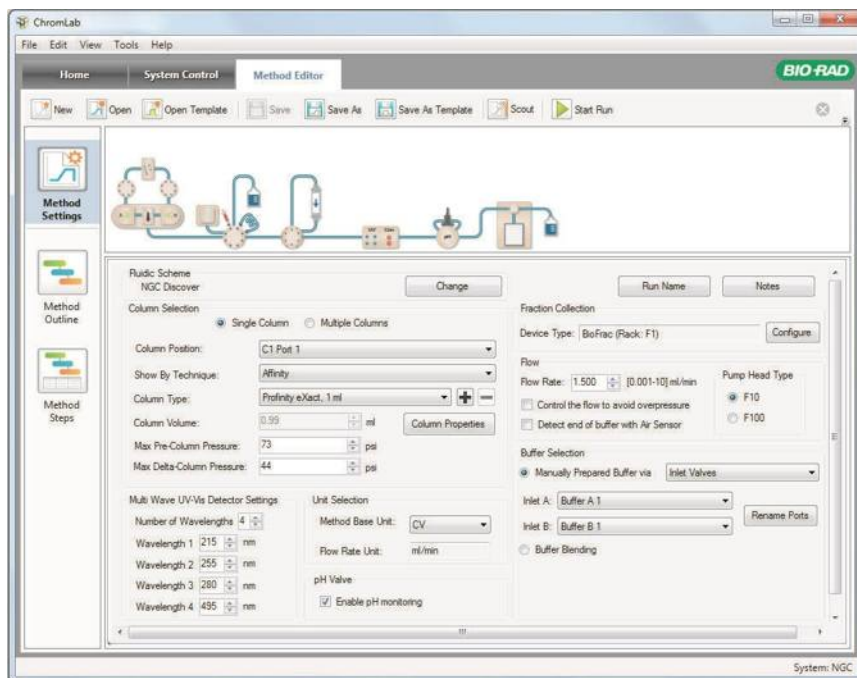 ChromLab
File Edit View Tools Help
Home System Control Method Editor
BIO-RAD
New Open Open Template Save Save As Save As Template Scout Start Run
Method Settings
Method Outline
Method Steps
Fluidic Scheme
NGC Discover Change Run Name Notes
Column Selection
Single Column Multiple Columns
Column Position: C1 Port 1
Show By Technique: Affinity
Column Type: Profinity eXact, 1 ml
Column Volume: 0.99 ml Column Properties
Max Pre-Column Pressure: 73 psi
Max Delta-Column Pressure: 44 psi
Multi Wave UV-Vis Detector Settings
Number of Wavelengths 4
Wavelength 1 215 nm
Wavelength 2 255 nm
Wavelength 3 280 nm
Wavelength 4 495 nm
Unit Selection
Method Base Unit: CV
Flow Rate Unit: ml/min
pH Valve
Enable pH monitoring
Fraction Collection
Device Type: BioFrac (Rack: F1) Configure
Flow
Flow Rate: 1.500 [0.001-10] ml/min
Control the flow to avoid overpressure
Detect end of buffer with Air Sensor
Pump Head Type
F10
F100
Buffer Selection
Manually Prepared Buffer via Inlet Valves
Inlet A: Buffer A 1
Inlet B: Buffer B 1
Rename Ports
Buffer Blending
System: NGC